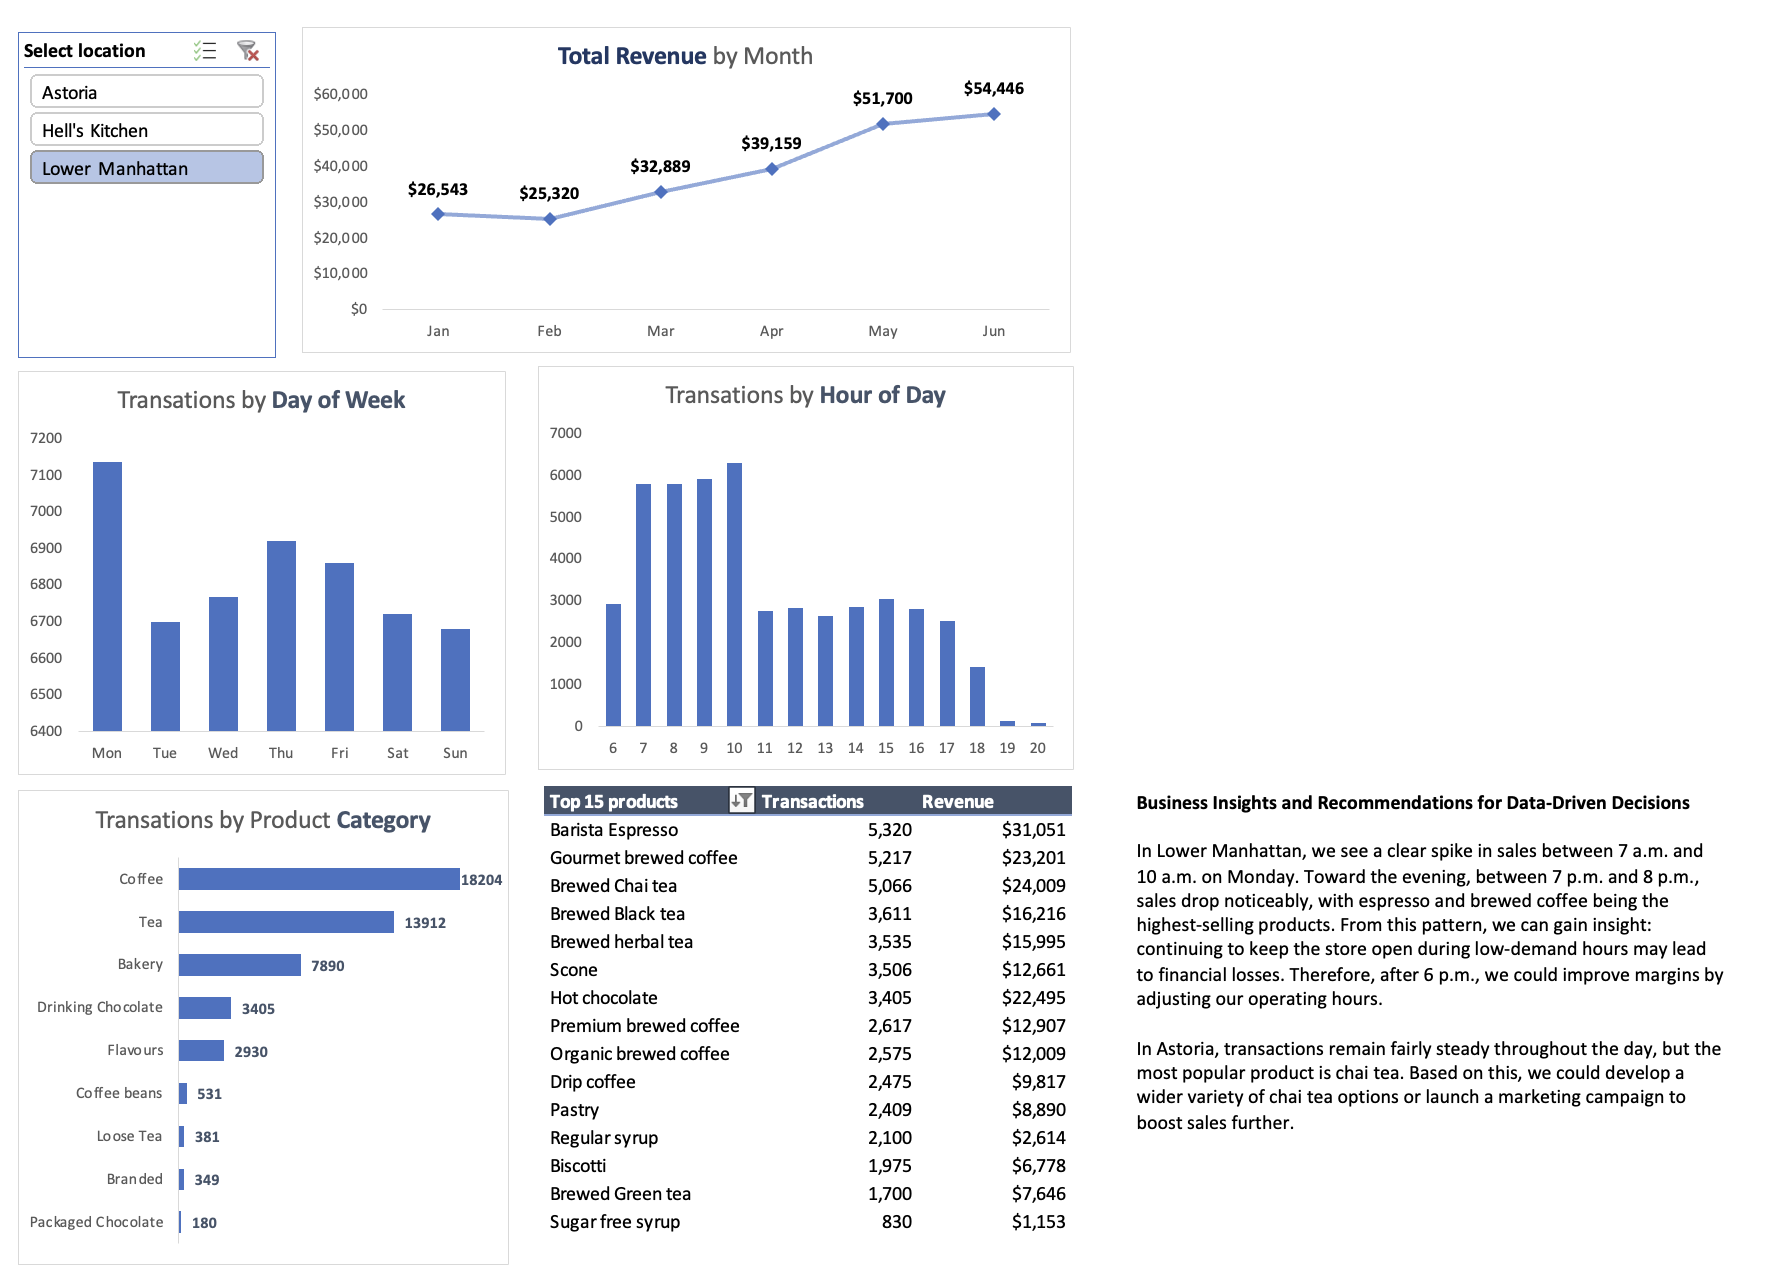 Select location
Astoria
Hell's Kitchen
Lower Manhattan
Total Revenue by Month
$60,000
$50,000
$40,000
$30,000
$20,000
$10,000
$0
$26,543
$25,320
$32,889
$39,159
$51,700
$54,446
Jan Feb Mar Apr May Jun
Transations by Day of Week
7200
7100
7000
6900
6800
6700
6600
6500
6400
Mon Tue Wed Thu Fri Sat Sun
Transations by Hour of Day
7000
6000
5000
4000
3000
2000
1000
0
6 7 8 9 10 11 12 13 14 15 16 17 18 19 20
Transations by Product Category
Coffee 18204
Tea 13912
Bakery 7890
Drinking Chocolate 3405
Flavours 2930
Coffee beans 531
Loose Tea 381
Branded 349
Packaged Chocolate 180
Top 15 products Transactions Revenue
Barista Espresso 5,320 $31,051
Gourmet brewed coffee 5,217 $23,201
Brewed Chai tea 5,066 $24,009
Brewed Black tea 3,611 $16,216
Brewed herbal tea 3,535 $15,995
Scone 3,506 $12,661
Hot chocolate 3,405 $22,495
Premium brewed coffee 2,617 $12,907
Organic brewed coffee 2,575 $12,009
Drip coffee 2,475 $9,817
Pastry 2,409 $8,890
Regular syrup 2,100 $2,614
Biscotti 1,975 $6,778
Brewed Green tea 1,700 $7,646
Sugar free syrup 830 $1,153
Business Insights and Recommendations for Data-Driven Decisions
In Lower Manhattan, we see a clear spike in sales between 7 a.m. and
10 a.m. on Monday. Toward the evening, between 7 p.m. and 8 p.m.,
sales drop noticeably, with espresso and brewed coffee being the
highest-selling products. From this pattern, we can gain insight:
continuing to keep the store open during low-demand hours may lead
to financial losses. Therefore, after 6 p.m., we could improve margins by
adjusting our operating hours.
In Astoria, transactions remain fairly steady throughout the day, but the
most popular product is chai tea. Based on this, we could develop a
wider variety of chai tea options or launch a marketing campaign to
boost sales further.